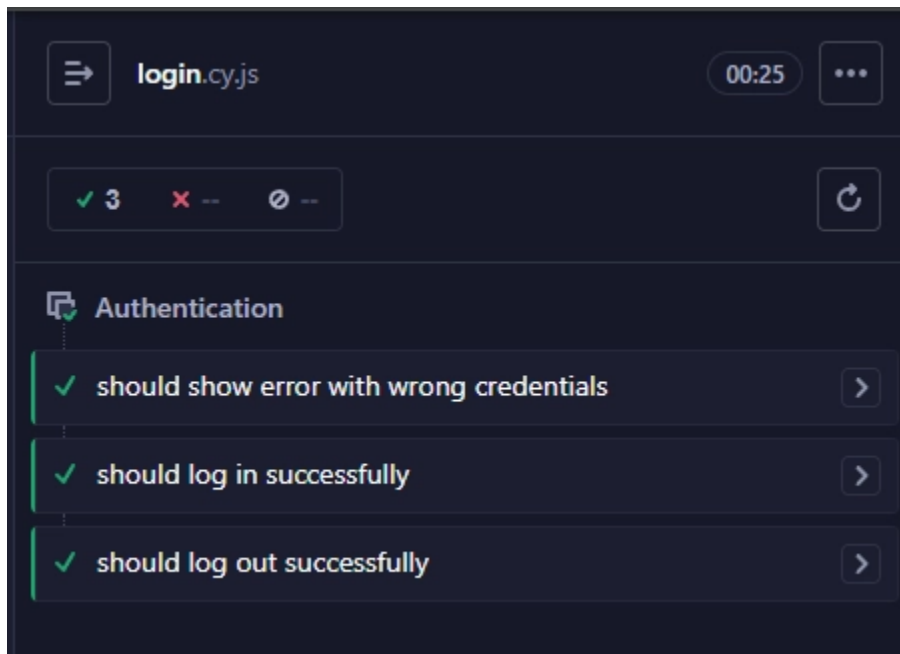 login.cy.js 00:25 •••
3 -- --
Authentication
should show error with wrong credentials
should log in successfully
should log out successfully